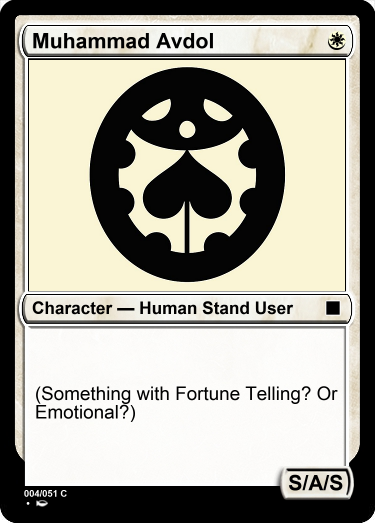 Muhammad Avdol
Character — Human Stand User
(Something with Fortune Telling? Or
Emotional?)
S/A/S
004/051 C